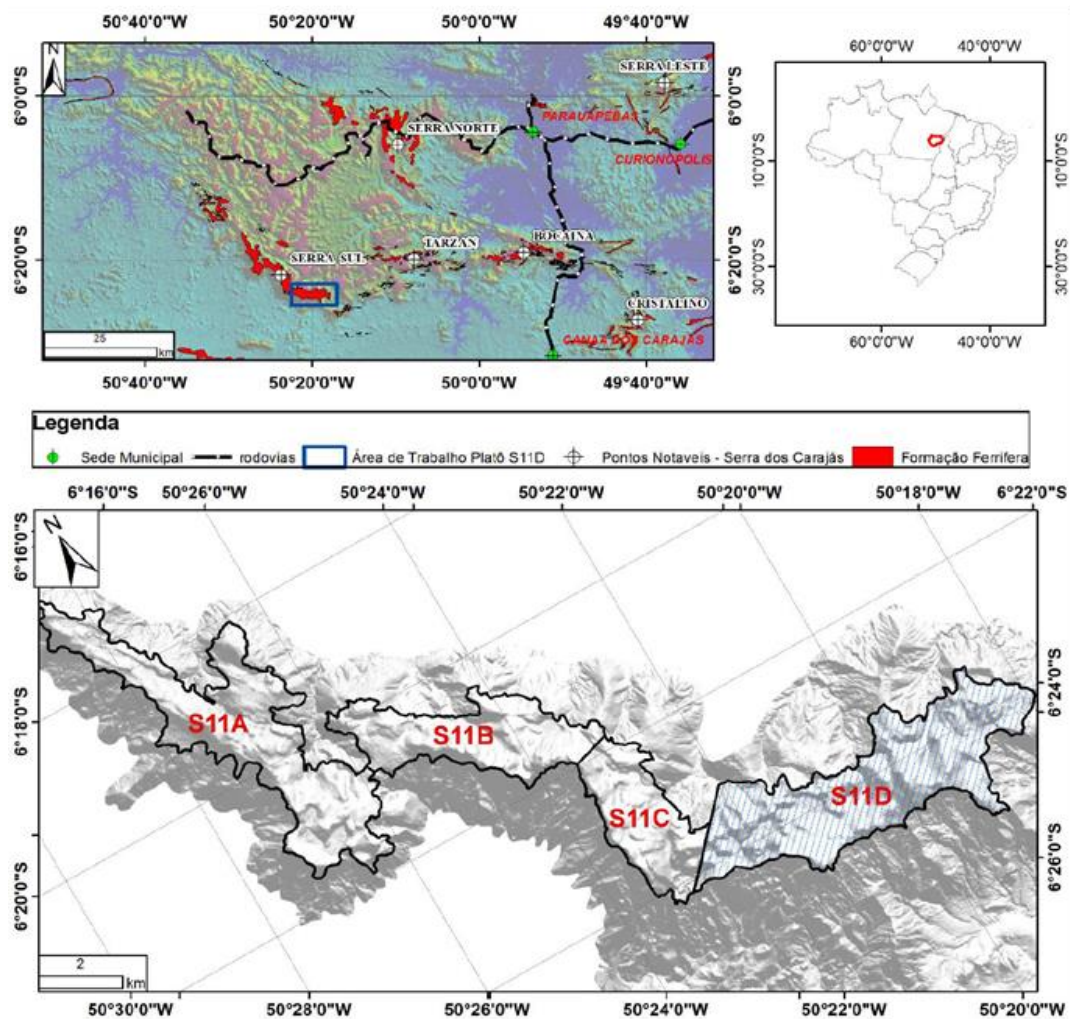 50°40'0"W 50°20'0"W 50°0'0"W 49°40'0"W
60°0'0"W 40°0'0"W
N
SERRA LESTE
6°0'0"S 6°0'0"S
PARAUAPEBAS
SERRA NORTE
CURIONÓPOLIS
10°0'0"S 10°0'0"S
BOCAINA
TARZAN
SERRA SUL
6°20'0"S 6°20'0"S
20°0'0"S 20°0'0"S
CRISTALINO
30°0'0"S 30°0'0"S
CANAA DOS CARAJÁS
25
km
50°40'0"W 50°20'0"W 50°0'0"W 49°40'0"W
60°0'0"W 40°0'0"W
Legenda
Sede Municipal rodovias Área de Trabalho Platô S11D Pontos Notaveis - Serra dos Carajás Formação Ferrifera
6°16'0"S 50°26'0"W 50°24'0"W 50°22'0"W 50°20'0"W 50°18'0"W 6°22'0"S
N
6°16'0"S
6°24'0"S
6°18'0"S
S11A
S11B
S11D
S11C
6°26'0"S
6°20'0"S
2
km
50°30'0"W 50°28'0"W 50°26'0"W 50°24'0"W 50°22'0"W 50°20'0"W